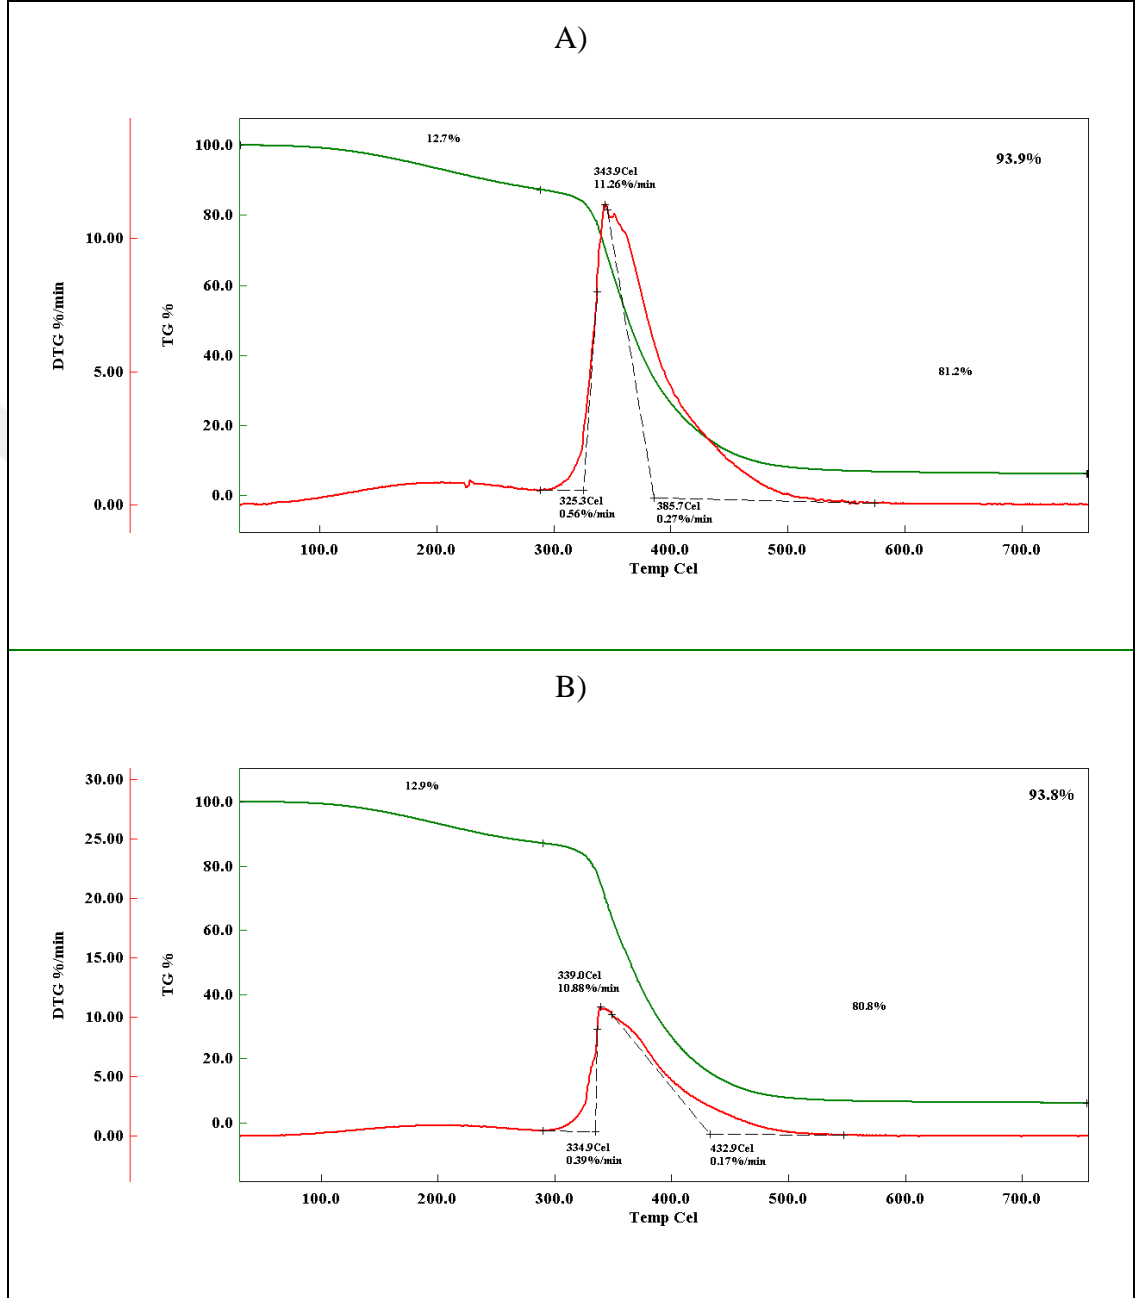 A)
12.7%
100.0
93.9%
343.9Cel
11.26%/min
80.0
10.00
60.0
DTG %/min
TG %
40.0
5.00
81.2%
20.0
0.0
0.00
325.3Cel
0.56%/min
385.7Cel
0.27%/min
100.0 200.0 300.0 400.0 500.0 600.0 700.0
Temp Cel
B)
30.00
12.9%
93.8%
100.0
25.00
80.0
20.00
60.0
15.00
DTG %/min
TG %
339.0Cel
10.88%/min
40.0
80.8%
10.00
20.0
5.00
0.0
0.00
334.9Cel
0.39%/min
432.9Cel
0.17%/min
100.0 200.0 300.0 400.0 500.0 600.0 700.0
Temp Cel